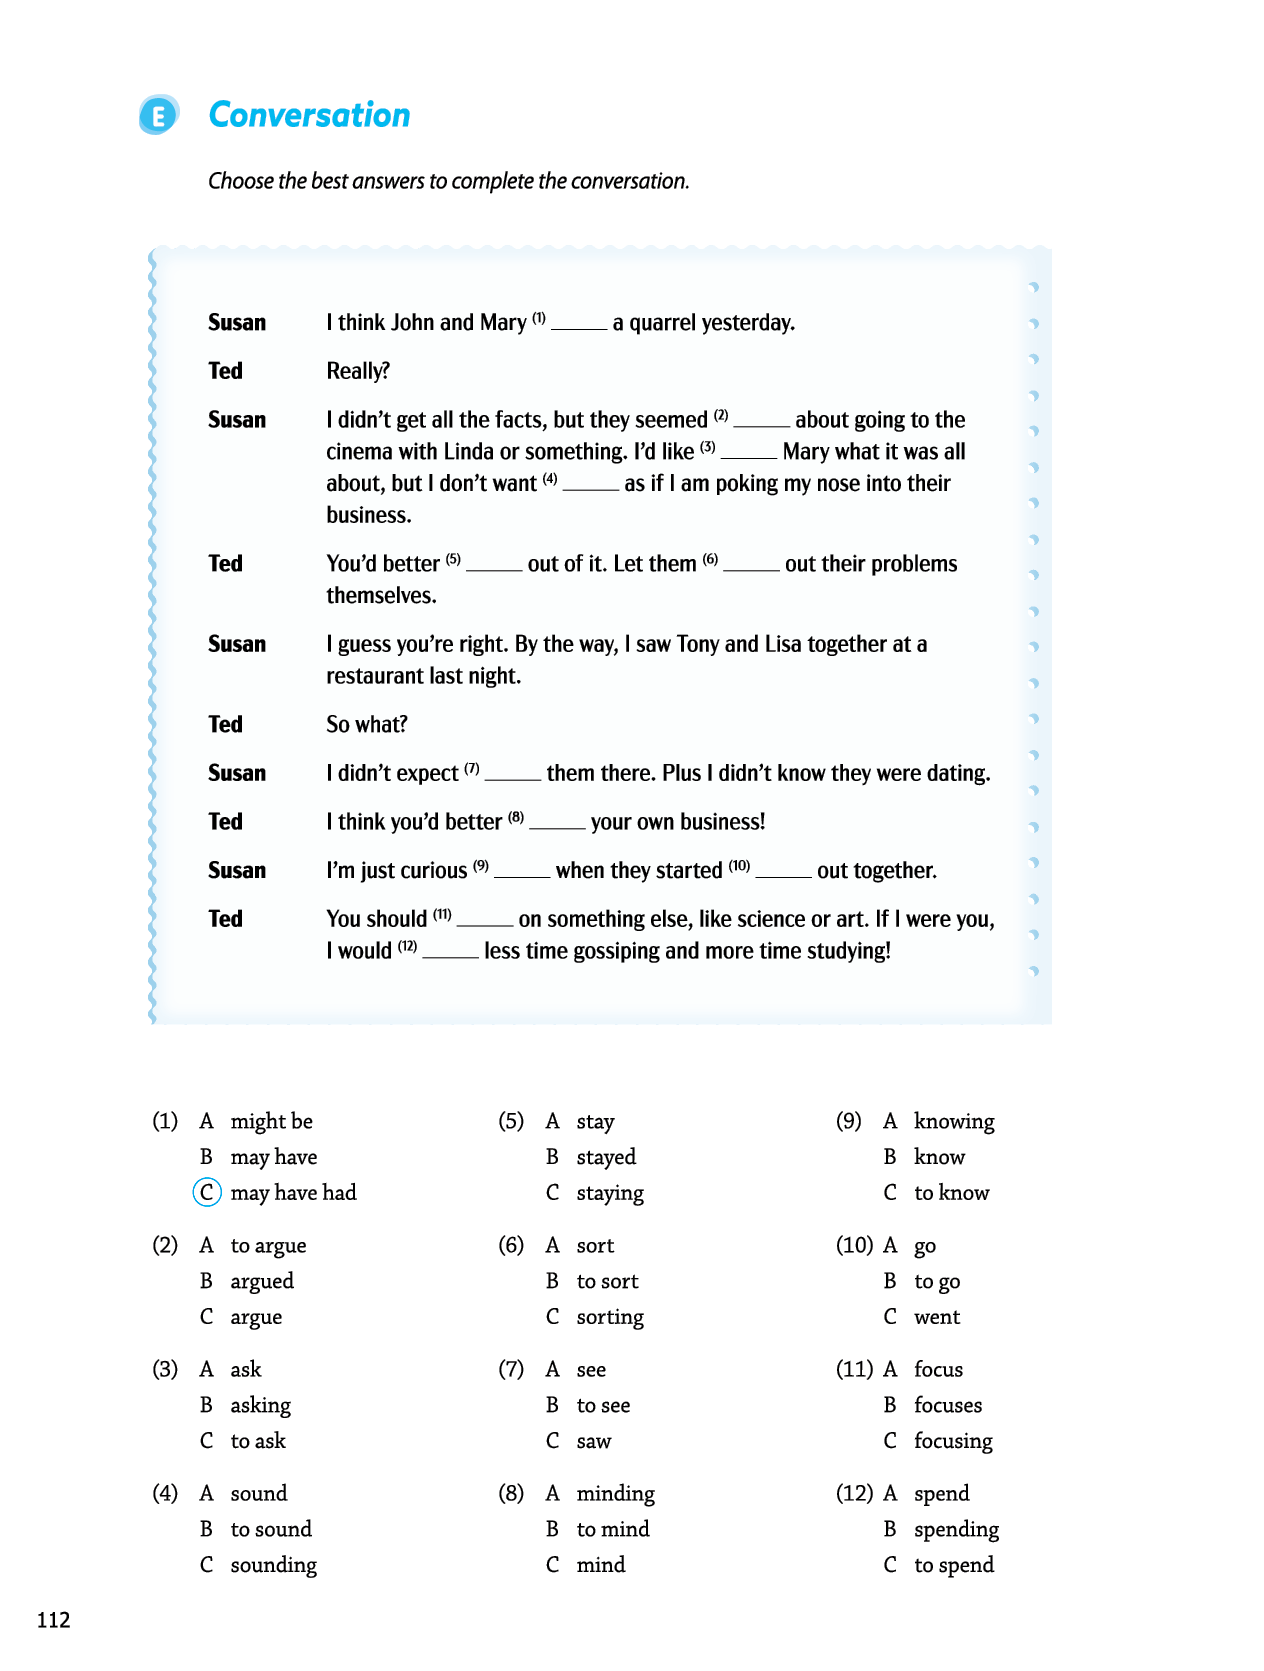 E Conversation
Choose the best answers to complete the conversation.
Susan I think John and Mary (1) _____ a quarrel yesterday.
Ted Really?
Susan I didn't get all the facts, but they seemed (2) _____ about going to the
cinema with Linda or something. I'd like (3) _____ Mary what it was all
about, but I don't want (4) _____ as if I am poking my nose into their
business.
Ted You'd better (5) _____ out of it. Let them (6) _____ out their problems
themselves.
Susan I guess you're right. By the way, I saw Tony and Lisa together at a
restaurant last night.
Ted So what?
Susan I didn't expect (7) _____ them there. Plus I didn't know they were dating.
Ted I think you'd better (8) _____ your own business!
Susan I'm just curious (9) _____ when they started (10) _____ out together.
Ted You should (11) _____ on something else, like science or art. If I were you,
I would (12) _____ less time gossiping and more time studying!
(1) A might be
B may have
C may have had
(2) A to argue
B argued
C argue
(3) A ask
B asking
C to ask
(4) A sound
B to sound
C sounding
(5) A stay
B stayed
C staying
(6) A sort
B to sort
C sorting
(7) A see
B to see
C saw
(8) A minding
B to mind
C mind
(9) A knowing
B know
C to know
(10) A go
B to go
C went
(11) A focus
B focuses
C focusing
(12) A spend
B spending
C to spend
112